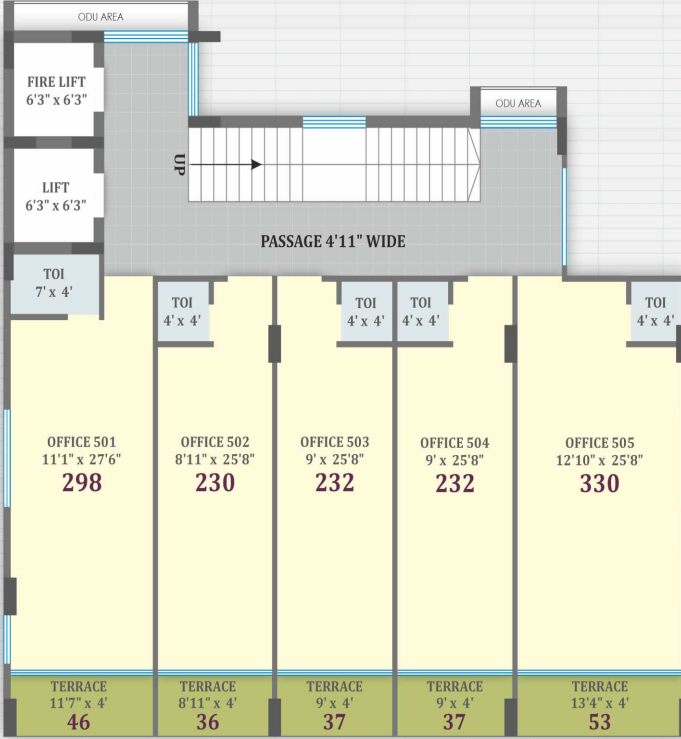 ODU AREA
FIRE LIFT
6'3" x 6'3"
ODU AREA
UP
LIFT
6'3" x 6'3"
PASSAGE 4'11" WIDE
TOI
7' x 4'
TOI
4' x 4'
TOI
4' x 4'
TOI
4' x 4'
TOI
4' x 4'
OFFICE 501
11'1" x 27'6"
298
OFFICE 502
8'11" x 25'8"
230
OFFICE 503
9' x 25'8"
232
OFFICE 504
9' x 25'8"
232
OFFICE 505
12'10" x 25'8"
330
TERRACE
11'7" x 4'
46
TERRACE
8'11" x 4'
36
TERRACE
9' x 4'
37
TERRACE
9' x 4'
37
TERRACE
13'4" x 4'
53